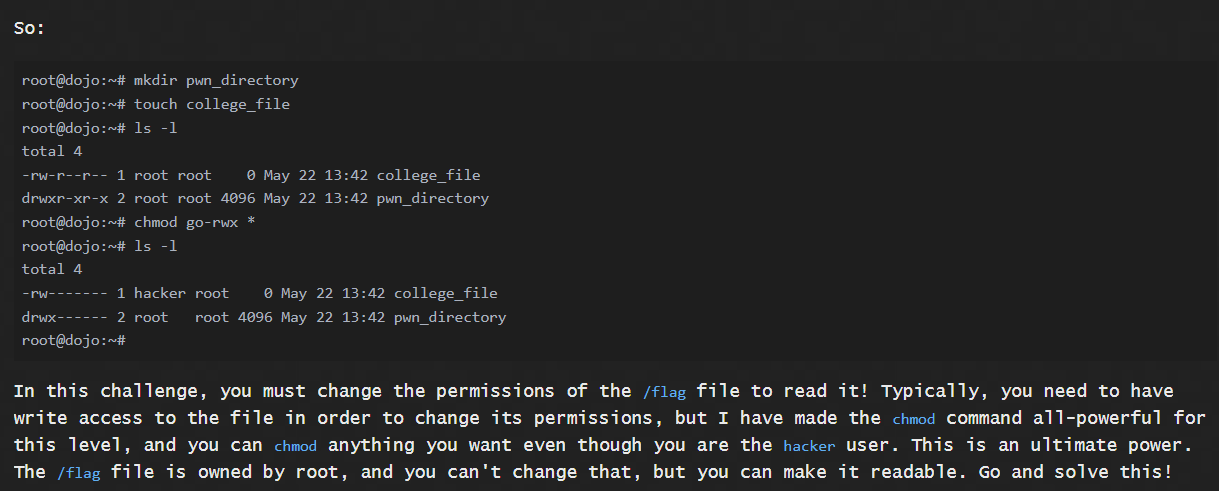 So:
root@dojo:~# mkdir pwn_directory
root@dojo:~# touch college_file
root@dojo:~# ls -l
total 4
-rw-r--r-- 1 root root    0 May 22 13:42 college_file
drwxr-xr-x 2 root root 4096 May 22 13:42 pwn_directory
root@dojo:~# chmod go-rwx *
root@dojo:~# ls -l
total 4
-rw------- 1 hacker root    0 May 22 13:42 college_file
drwx------ 2 root   root 4096 May 22 13:42 pwn_directory
root@dojo:~#
In this challenge, you must change the permissions of the /flag file to read it! Typically, you need to have
write access to the file in order to change its permissions, but I have made the chmod command all-powerful for
this level, and you can chmod anything you want even though you are the hacker user. This is an ultimate power.
The /flag file is owned by root, and you can't change that, but you can make it readable. Go and solve this!